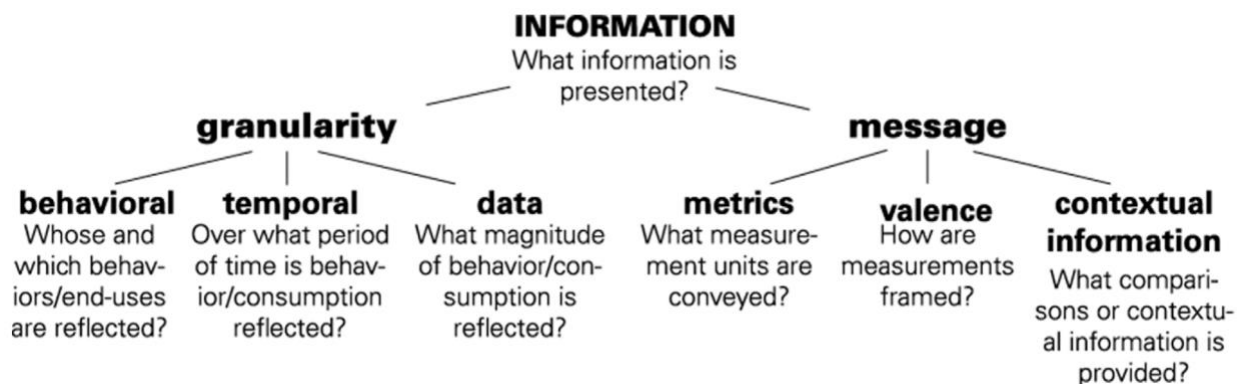 INFORMATION
What information is
presented?
granularity
message
behavioral
Whose and
which behav-
iors/end-uses
are reflected?
temporal
Over what period
of time is behav-
ior/consumption
reflected?
data
What magnitude
of behavior/con-
sumption is
reflected?
metrics
What measure-
ment units are
conveyed?
valence
How are
measurements
framed?
contextual
information
What compari-
sons or contextu-
al information is
provided?